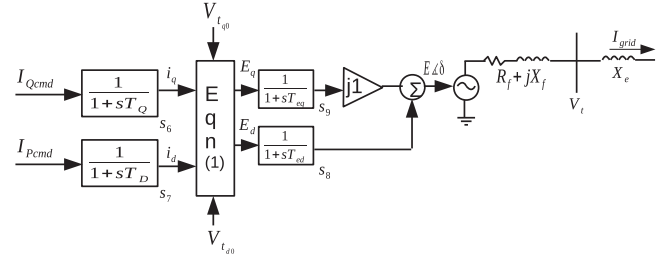 V_{t_{q0}}
I_{Qcmd}
1
1+sT_Q
s_6
i_q
I_{Pcmd}
1
1+sT_D
s_7
i_d
E
q
n
(1)
V_{t_{d0}}
E_q
1
1+sT_{eq}
s_9
E_d
1
1+sT_{ed}
s_8
j1
Σ
E∠δ
R_f + jX_f
V_t
I_{grid}
X_e